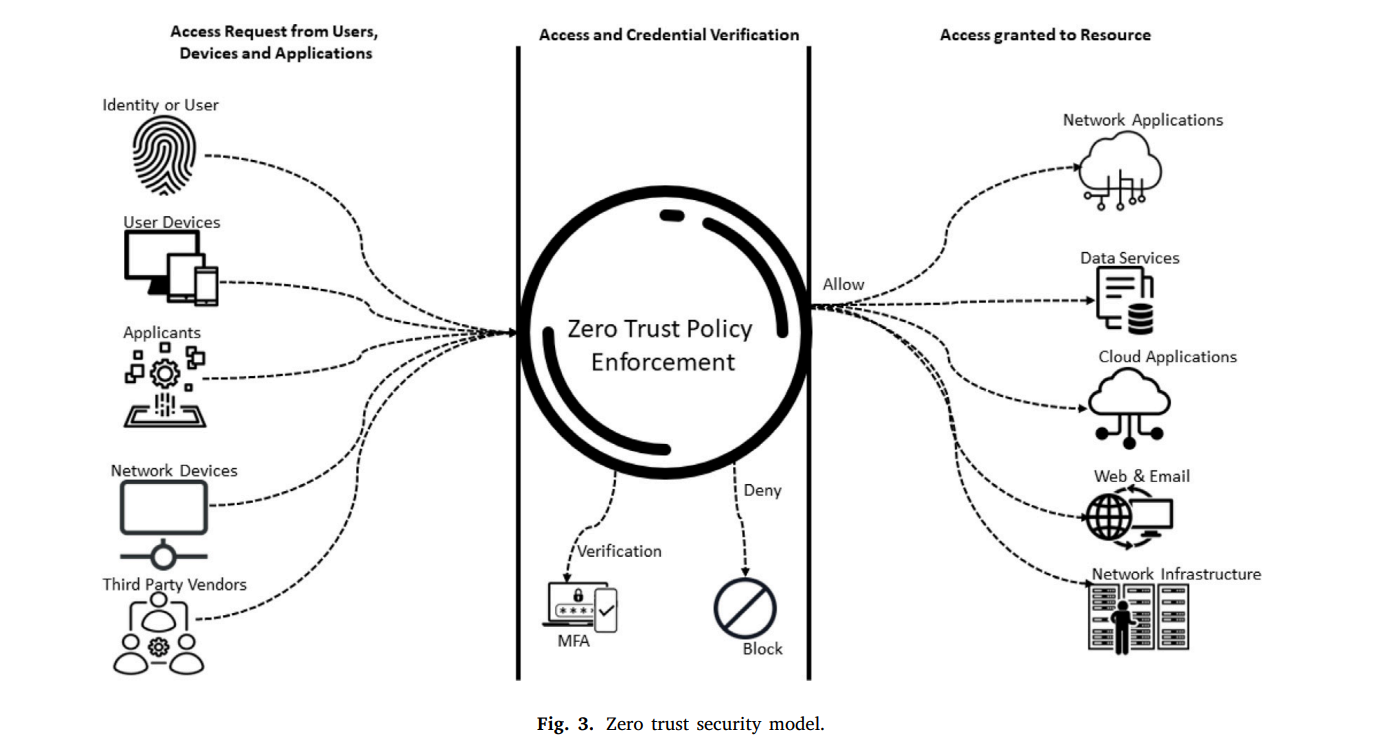 Access Request from Users,
Devices and Applications
Identity or User
User Devices
Applicants
Network Devices
Third Party Vendors
Access and Credential Verification
Zero Trust Policy
Enforcement
Verification
MFA
Deny
Block
Access granted to Resource
Allow
Network Applications
Data Services
Cloud Applications
Web & Email
Network Infrastructure
Fig. 3. Zero trust security model.